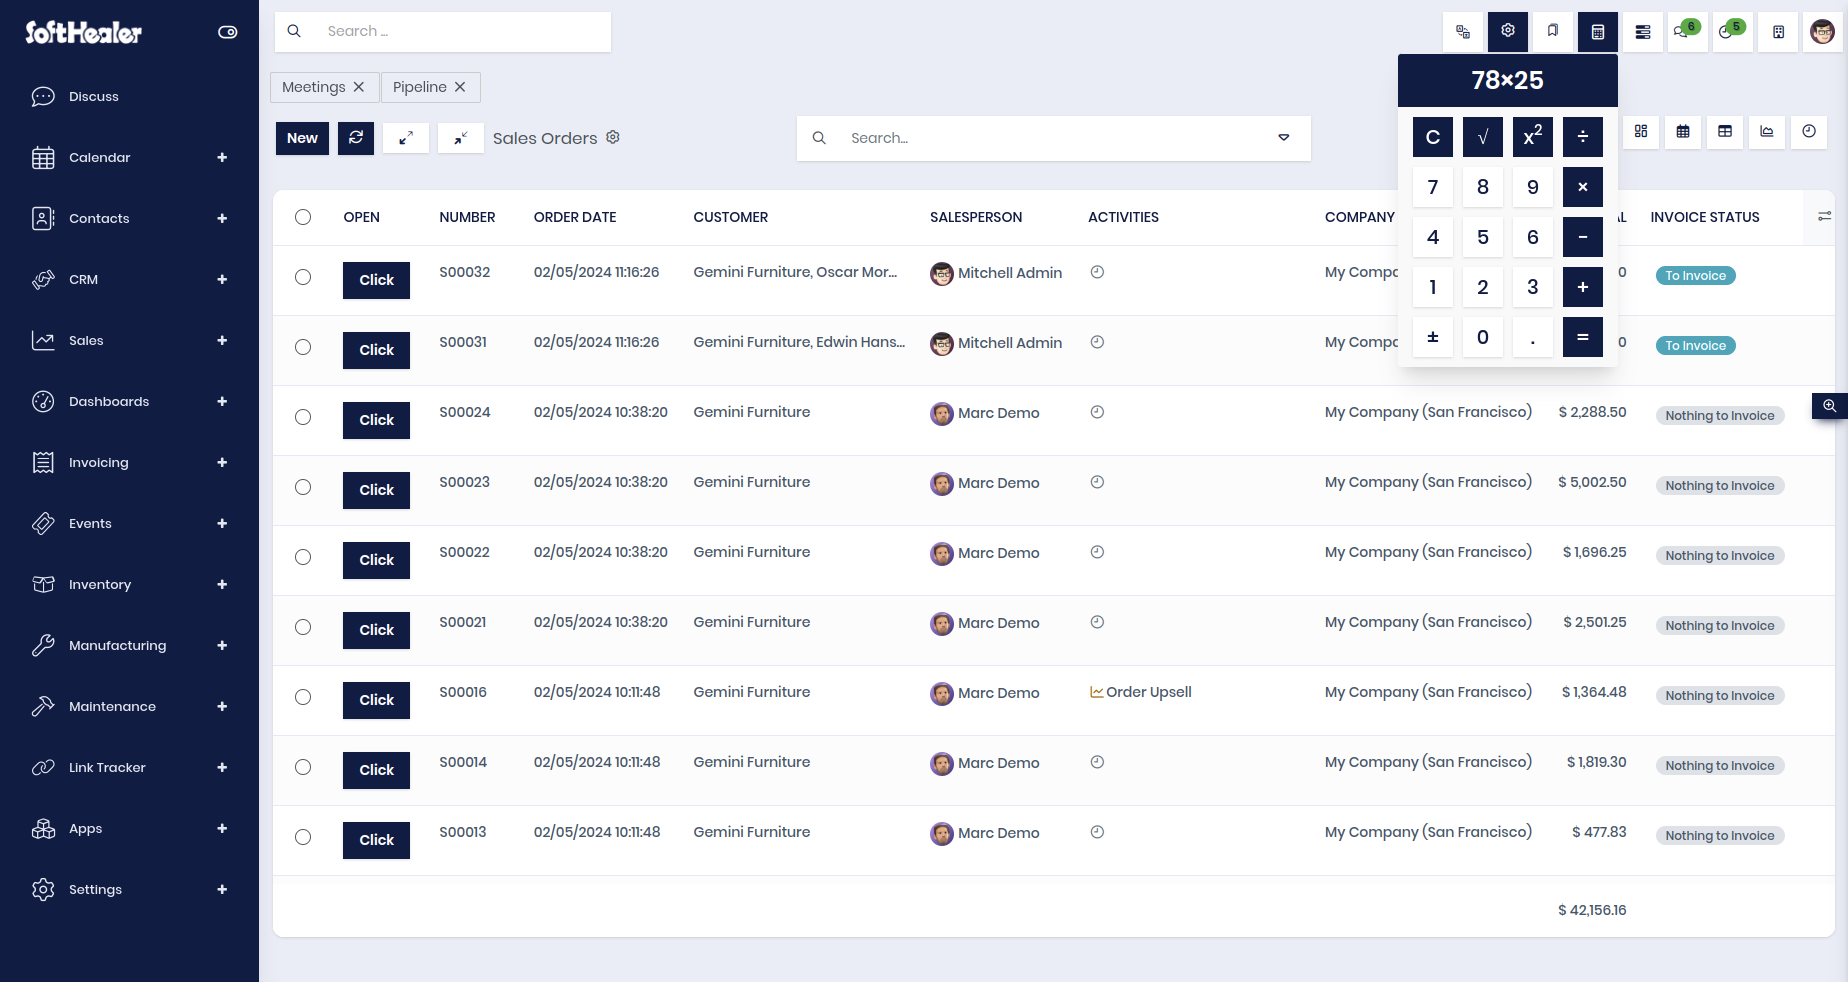 SoftHealer
Discuss
Calendar
Contacts
CRM
Sales
Dashboards
Invoicing
Events
Inventory
Manufacturing
Maintenance
Link Tracker
Apps
Settings
Search ...
6
5
Meetings
Pipeline
New
Sales Orders
Search...
78×25
C √ x² ÷
7 8 9 ×
4 5 6 -
1 2 3 +
± 0 . =
OPEN NUMBER ORDER DATE CUSTOMER SALESPERSON ACTIVITIES COMPANY INVOICE STATUS
Click S00032 02/05/2024 11:16:26 Gemini Furniture, Oscar Mor... Mitchell Admin My Compa 0 To Invoice
Click S00031 02/05/2024 11:16:26 Gemini Furniture, Edwin Hans... Mitchell Admin My Compa 0 To Invoice
Click S00024 02/05/2024 10:38:20 Gemini Furniture Marc Demo My Company (San Francisco) $ 2,288.50 Nothing to Invoice
Click S00023 02/05/2024 10:38:20 Gemini Furniture Marc Demo My Company (San Francisco) $ 5,002.50 Nothing to Invoice
Click S00022 02/05/2024 10:38:20 Gemini Furniture Marc Demo My Company (San Francisco) $ 1,696.25 Nothing to Invoice
Click S00021 02/05/2024 10:38:20 Gemini Furniture Marc Demo My Company (San Francisco) $ 2,501.25 Nothing to Invoice
Click S00016 02/05/2024 10:11:48 Gemini Furniture Marc Demo Order Upsell My Company (San Francisco) $ 1,364.48 Nothing to Invoice
Click S00014 02/05/2024 10:11:48 Gemini Furniture Marc Demo My Company (San Francisco) $ 1,819.30 Nothing to Invoice
Click S00013 02/05/2024 10:11:48 Gemini Furniture Marc Demo My Company (San Francisco) $ 477.83 Nothing to Invoice
$ 42,156.16